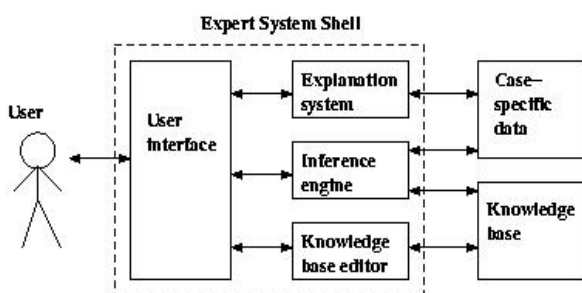 Expert System Shell
User
User
interface
Explanation
system
Inference
engine
Knowledge
base editor
Case-
specific
data
Knowledge
base